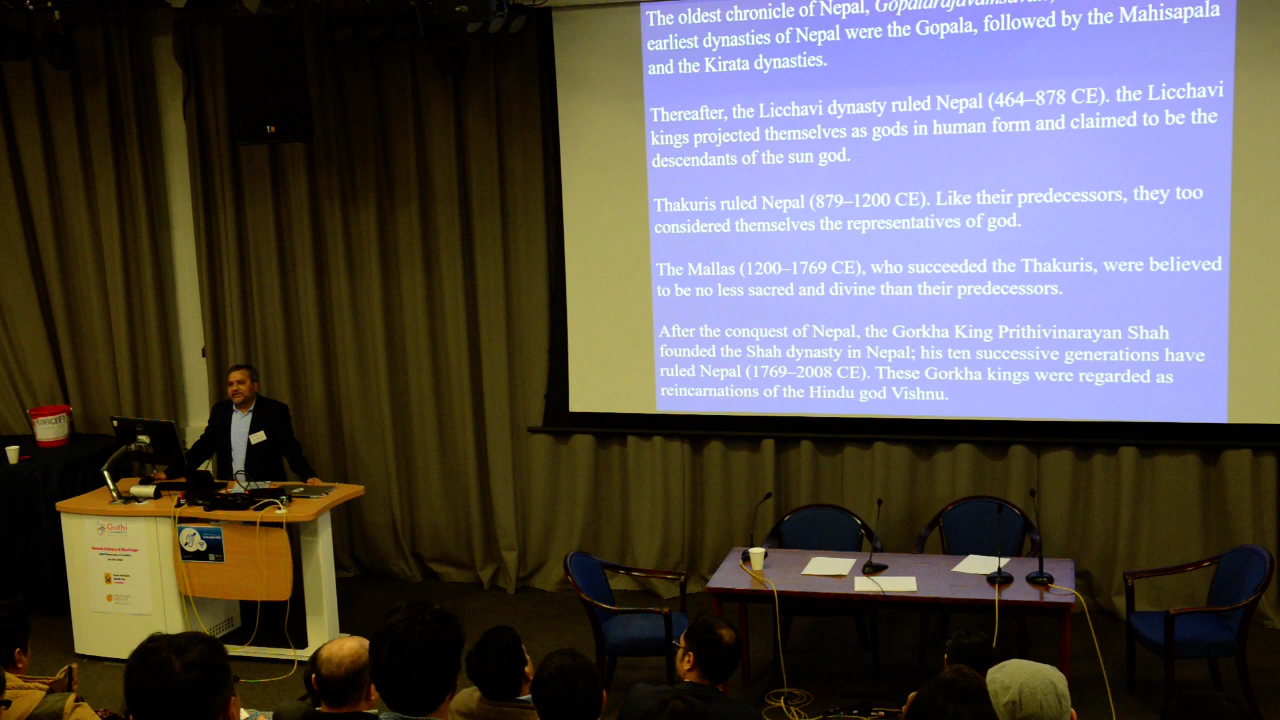 The oldest chronicle of Nepal,
earliest dynasties of Nepal were the Gopala, followed by the Mahisapala
and the Kirata dynasties.
Thereafter, the Licchavi dynasty ruled Nepal (464–878 CE). the Licchavi
kings projected themselves as gods in human form and claimed to be the
descendants of the sun god.
Thakuris ruled Nepal (879–1200 CE). Like their predecessors, they too
considered themselves the representatives of god.
The Mallas (1200–1769 CE), who succeeded the Thakuris, were believed
to be no less sacred and divine than their predecessors.
After the conquest of Nepal, the Gorkha King Prithivinarayan Shah
founded the Shah dynasty in Nepal; his ten successive generations have
ruled Nepal (1769–2008 CE). These Gorkha kings were regarded as
reincarnations of the Hindu god Vishnu.
Guthi